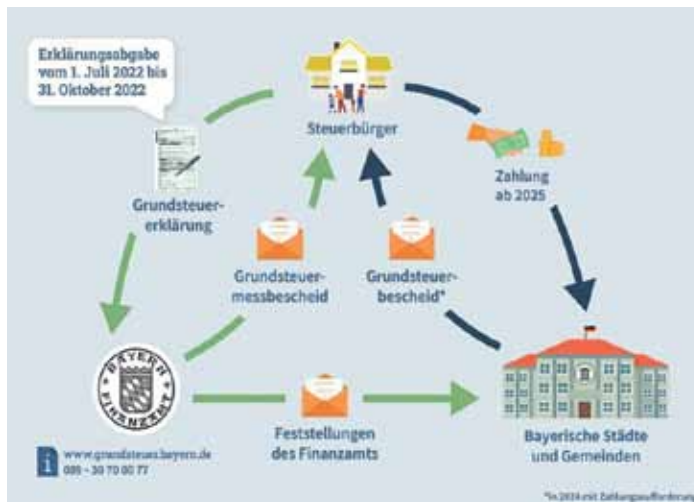 Erklärungsabgabe
vom 1. Juli 2022 bis
31. Oktober 2022
Steuerbürger
Zahlung
ab 2025
Grundsteuer-
erklärung
Grundsteuer-
messbescheid
Grundsteuer-
bescheid*
BAYERN
FINANZAMT
Feststellungen
des Finanzamts
Bayerische Städte
und Gemeinden
www.grundsteuer.bayern.de
089 - 30 70 00 77
*in 2024 mit Zahlungsaufforderung